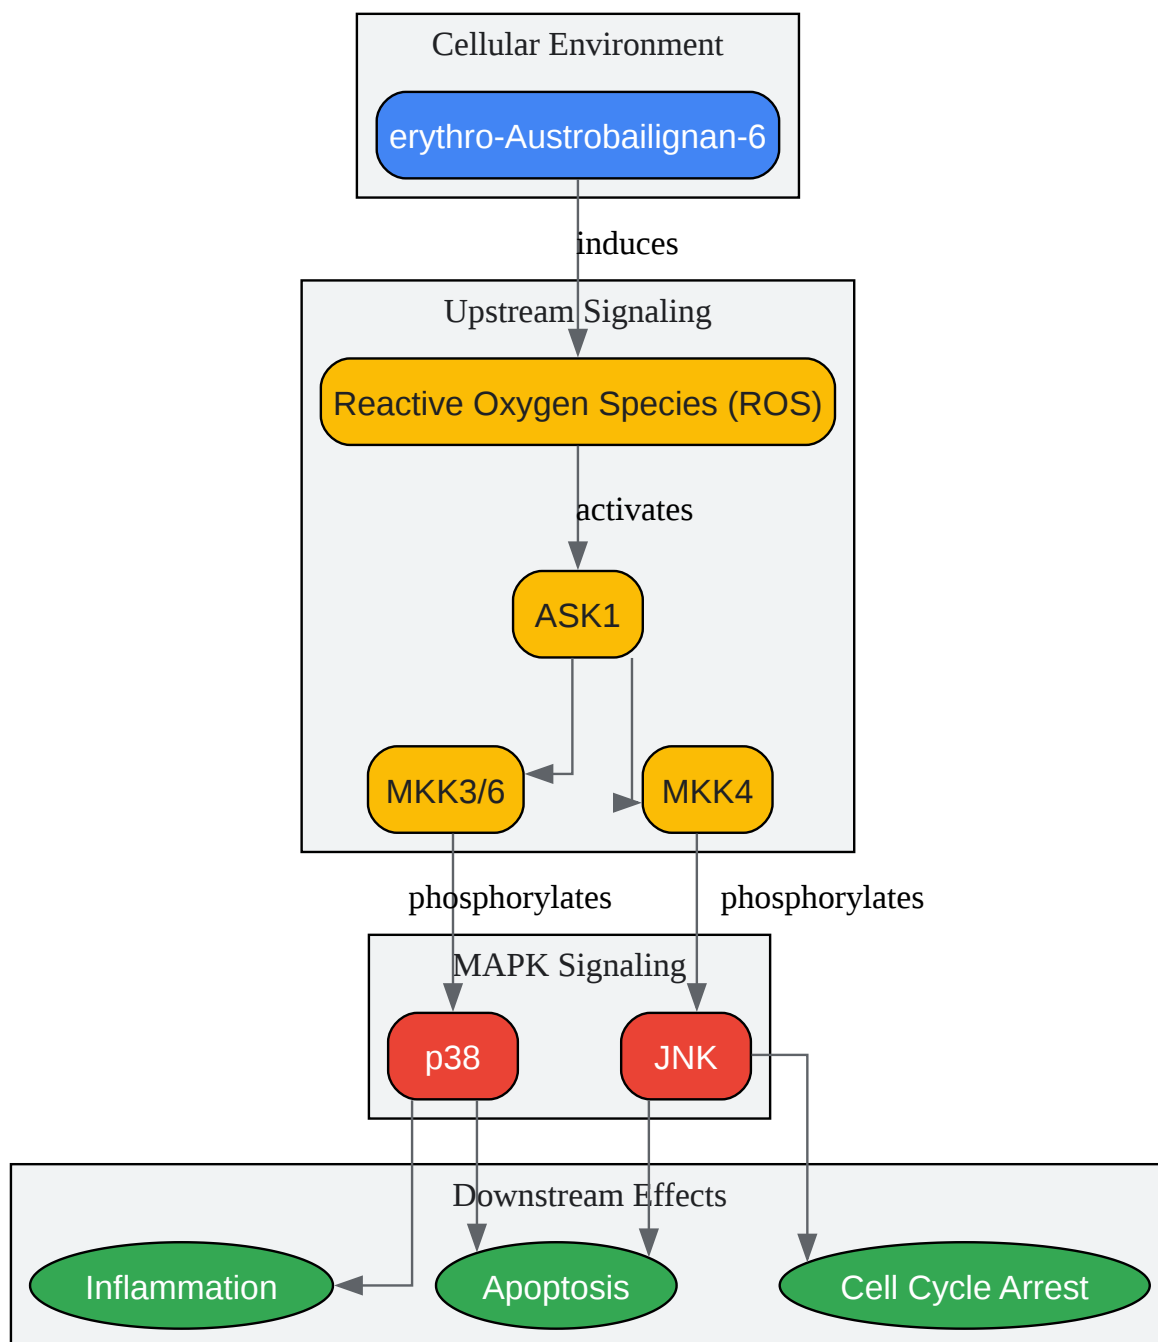 Cellular Environment
erythro-Austrobailignan-6
induces
Upstream Signaling
Reactive Oxygen Species (ROS)
activates
ASK1
MKK3/6
MKK4
phosphorylates
phosphorylates
MAPK Signaling
p38
JNK
Downstream Effects
Inflammation
Apoptosis
Cell Cycle Arrest